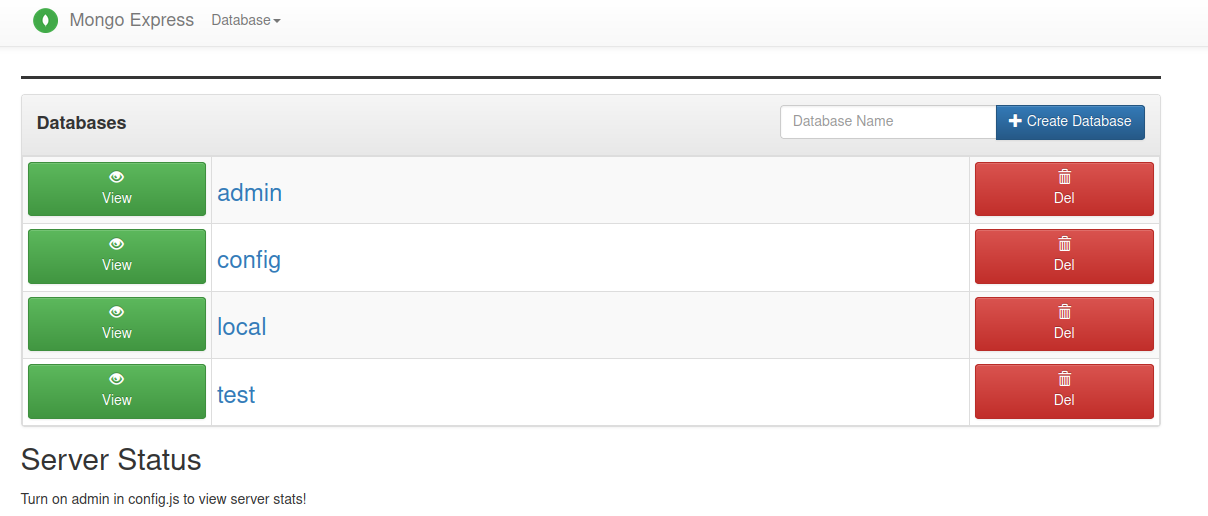 Mongo Express Database
Databases
Database Name
Create Database
View admin Del
View config Del
View local Del
View test Del
Server Status
Turn on admin in config.js to view server stats!